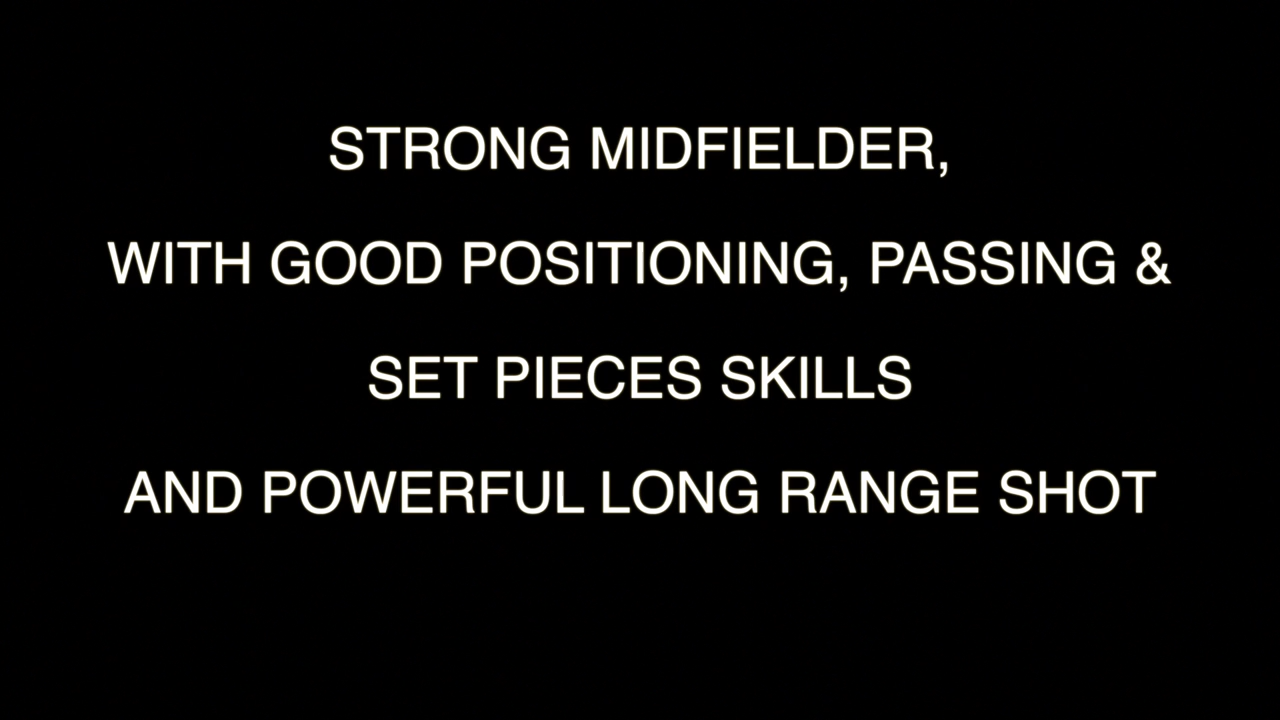 STRONG MIDFIELDER,
WITH GOOD POSITIONING, PASSING &
SET PIECES SKILLS
AND POWERFUL LONG RANGE SHOT